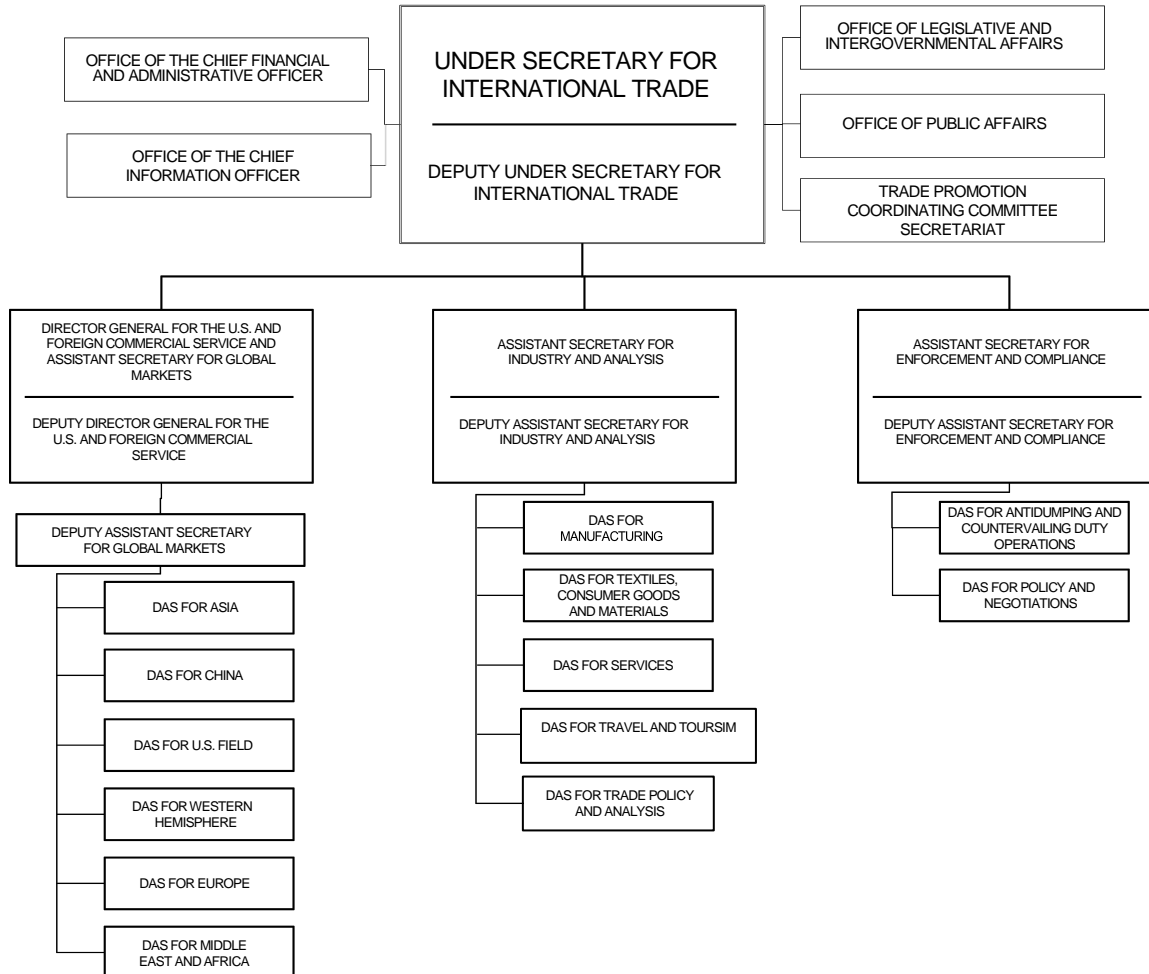 OFFICE OF THE CHIEF FINANCIAL
AND ADMINISTRATIVE OFFICER
OFFICE OF THE CHIEF
INFORMATION OFFICER
UNDER SECRETARY FOR
INTERNATIONAL TRADE
DEPUTY UNDER SECRETARY FOR
INTERNATIONAL TRADE
OFFICE OF LEGISLATIVE AND
INTERGOVERNMENTAL AFFAIRS
OFFICE OF PUBLIC AFFAIRS
TRADE PROMOTION
COORDINATING COMMITTEE
SECRETARIAT
DIRECTOR GENERAL FOR THE U.S. AND
FOREIGN COMMERCIAL SERVICE AND
ASSISTANT SECRETARY FOR GLOBAL
MARKETS
DEPUTY DIRECTOR GENERAL FOR THE
U.S. AND FOREIGN COMMERCIAL
SERVICE
DEPUTY ASSISTANT SECRETARY
FOR GLOBAL MARKETS
DAS FOR ASIA
DAS FOR CHINA
DAS FOR U.S. FIELD
DAS FOR WESTERN
HEMISPHERE
DAS FOR EUROPE
DAS FOR MIDDLE
EAST AND AFRICA
ASSISTANT SECRETARY FOR
INDUSTRY AND ANALYSIS
DEPUTY ASSISTANT SECRETARY FOR
INDUSTRY AND ANALYSIS
DAS FOR
MANUFACTURING
DAS FOR TEXTILES,
CONSUMER GOODS
AND MATERIALS
DAS FOR SERVICES
DAS FOR TRAVEL AND TOURSIM
DAS FOR TRADE POLICY
AND ANALYSIS
ASSISTANT SECRETARY FOR
ENFORCEMENT AND COMPLIANCE
DEPUTY ASSISTANT SECRETARY FOR
ENFORCEMENT AND COMPLIANCE
DAS FOR ANTIDUMPING AND
COUNTERVAILING DUTY
OPERATIONS
DAS FOR POLICY AND
NEGOTIATIONS